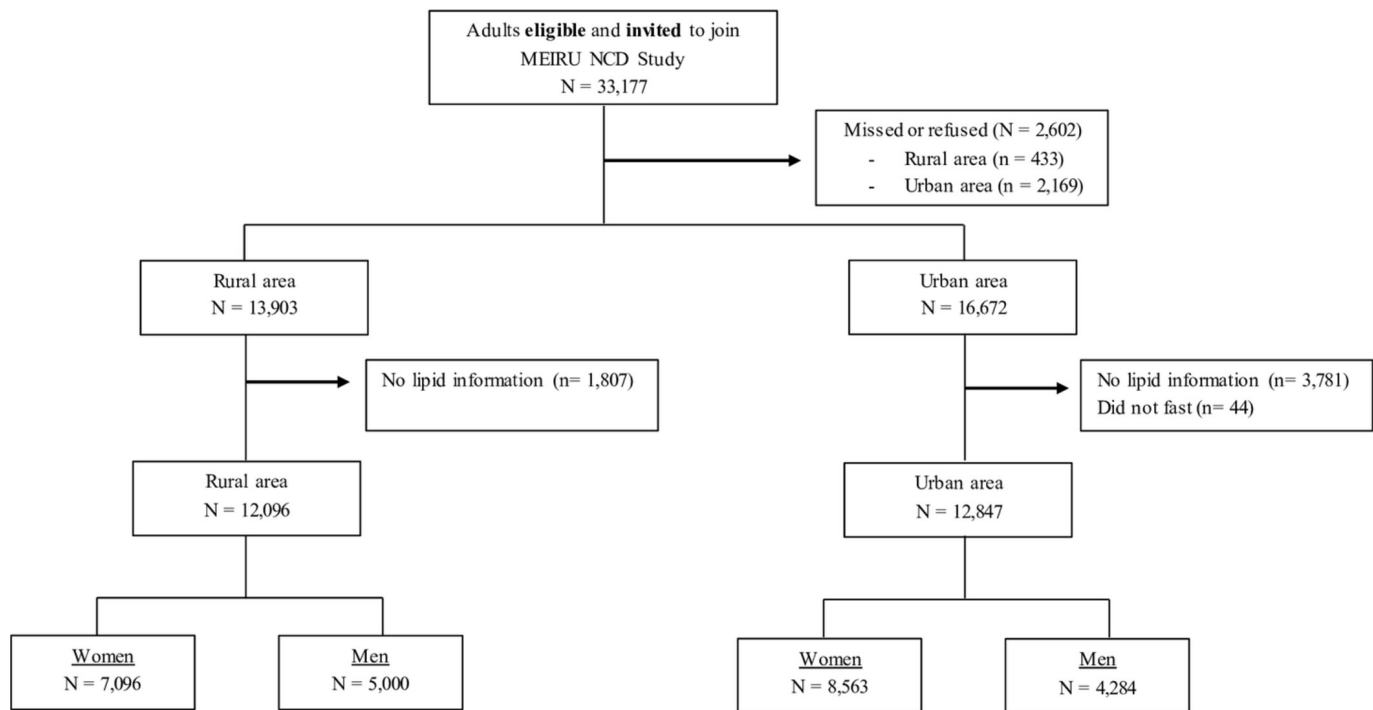 Adults eligible and invited to join
MEIRU NCD Study
N = 33,177
Missed or refused (N = 2,602)
- Rural area (n = 433)
- Urban area (n = 2,169)
Rural area
N = 13,903
Urban area
N = 16,672
No lipid information (n= 1,807)
No lipid information (n= 3,781)
Did not fast (n= 44)
Rural area
N = 12,096
Urban area
N = 12,847
Women
N = 7,096
Men
N = 5,000
Women
N = 8,563
Men
N = 4,284